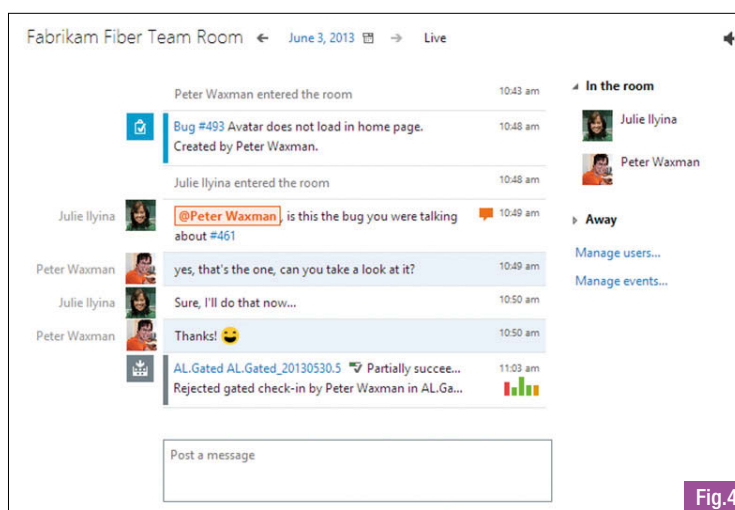 Fabrikam Fiber Team Room ← June 3, 2013 → Live
Peter Waxman entered the room 10:43 am
Bug #493 Avatar does not load in home page. 10:48 am
Created by Peter Waxman.
Julie Ilyina entered the room 10:48 am
Julie Ilyina @Peter Waxman, is this the bug you were talking 10:49 am
about #461
Peter Waxman yes, that's the one, can you take a look at it? 10:49 am
Julie Ilyina Sure, I'll do that now... 10:50 am
Peter Waxman Thanks! 10:50 am
AL.Gated AL.Gated_20130530.5 Partially succee... 11:03 am
Rejected gated check-in by Peter Waxman in AL.Ga...
Post a message
In the room
Julie Ilyina
Peter Waxman
Away
Manage users...
Manage events...
Fig.4